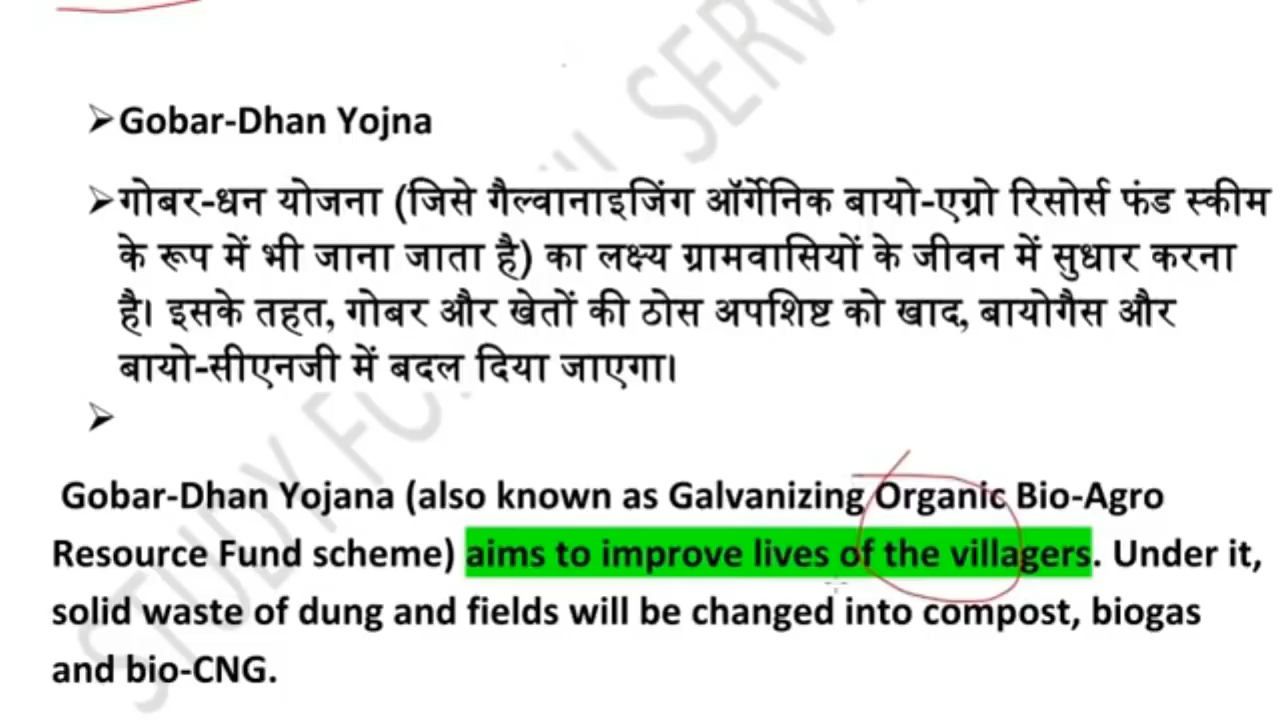 ➢Gobar-Dhan Yojna
➢गोबर-धन योजना (जिसे गैल्वानाइजिंग ऑर्गेनिक बायो-एग्रो रिसोर्स फंड स्कीम
के रूप में भी जाना जाता है) का लक्ष्य ग्रामवासियों के जीवन में सुधार करना
है। इसके तहत, गोबर और खेतों की ठोस अपशिष्ट को खाद, बायोगैस और
बायो-सीएनजी में बदल दिया जाएगा।
➢
Gobar-Dhan Yojana (also known as Galvanizing Organic Bio-Agro
Resource Fund scheme) aims to improve lives of the villagers. Under it,
solid waste of dung and fields will be changed into compost, biogas
and bio-CNG.
STUDY FO SERV